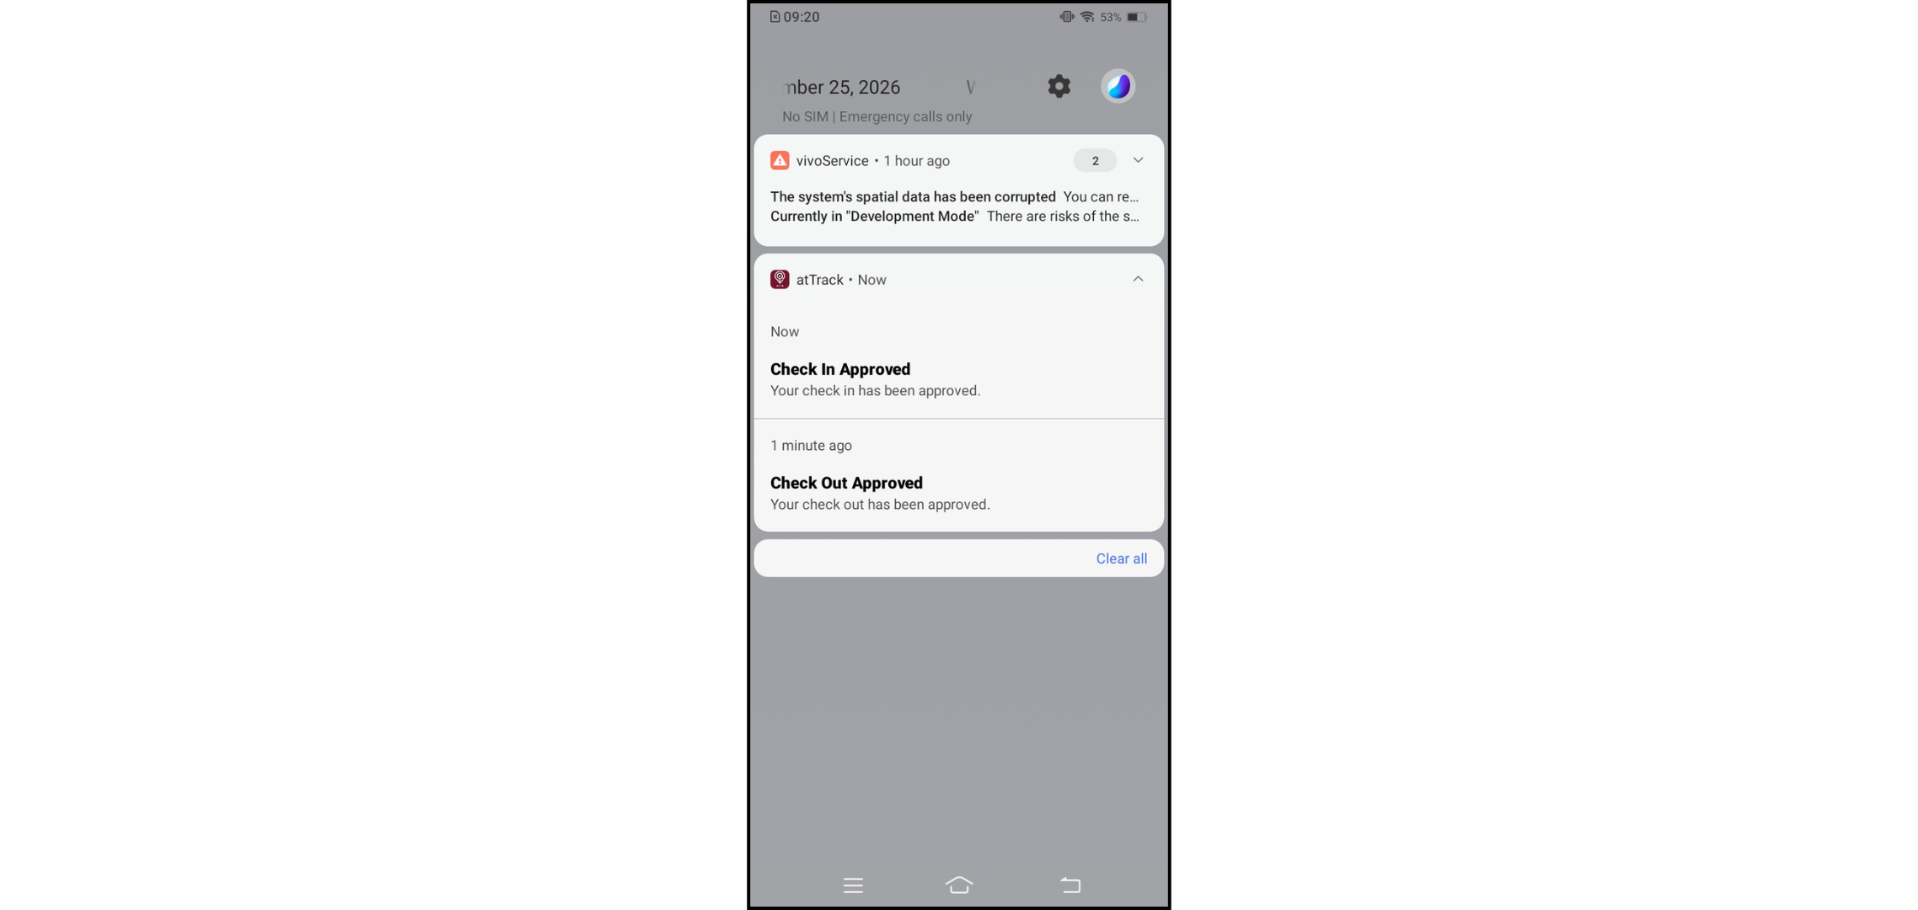 09:20
53%
mber 25, 2026
No SIM | Emergency calls only
vivoService • 1 hour ago
2
The system's spatial data has been corrupted You can re...
Currently in "Development Mode" There are risks of the s...
atTrack • Now
Now
Check In Approved
Your check in has been approved.
1 minute ago
Check Out Approved
Your check out has been approved.
Clear all